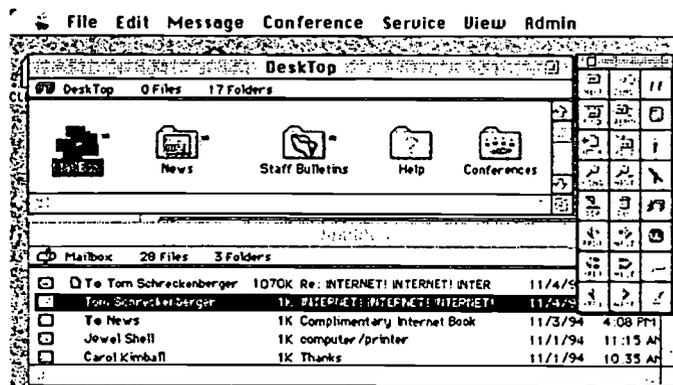 File Edit Message Conference Service View Admin
DeskTop
DeskTop 0 Files 17 Folders
News Staff Bulletins Help Conferences
Mailbox 28 Files 3 Folders
To Tom Schreckenberger 1070K Re: INTERNET! INTERNET! INTER 11/4/9
Tom Schreckenberger 1K INTERNET! INTERNET! INTERNET! 11/4/9
To News 1K Complimentary Internet Book 11/3/94 4:08 PM
Jewel Shell 1K computer/printer 11/1/94 11:15 AM
Carol Kimball 1K Thanks 11/1/94 10:35 AM